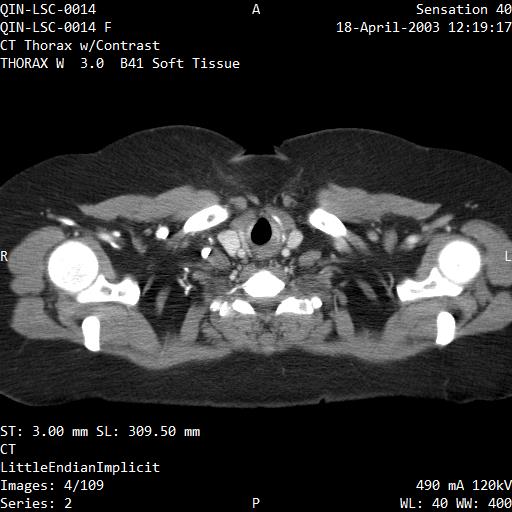 QIN-LSC-0014 A Sensation 40
QIN-LSC-0014 F 18-April-2003 12:19:17
CT Thorax w/Contrast
THORAX W 3.0 B41 Soft Tissue
R L
ST: 3.00 mm SL: 309.50 mm
CT
LittleEndianImplicit
Images: 4/109 490 mA 120kV
Series: 2 P WL: 40 WW: 400